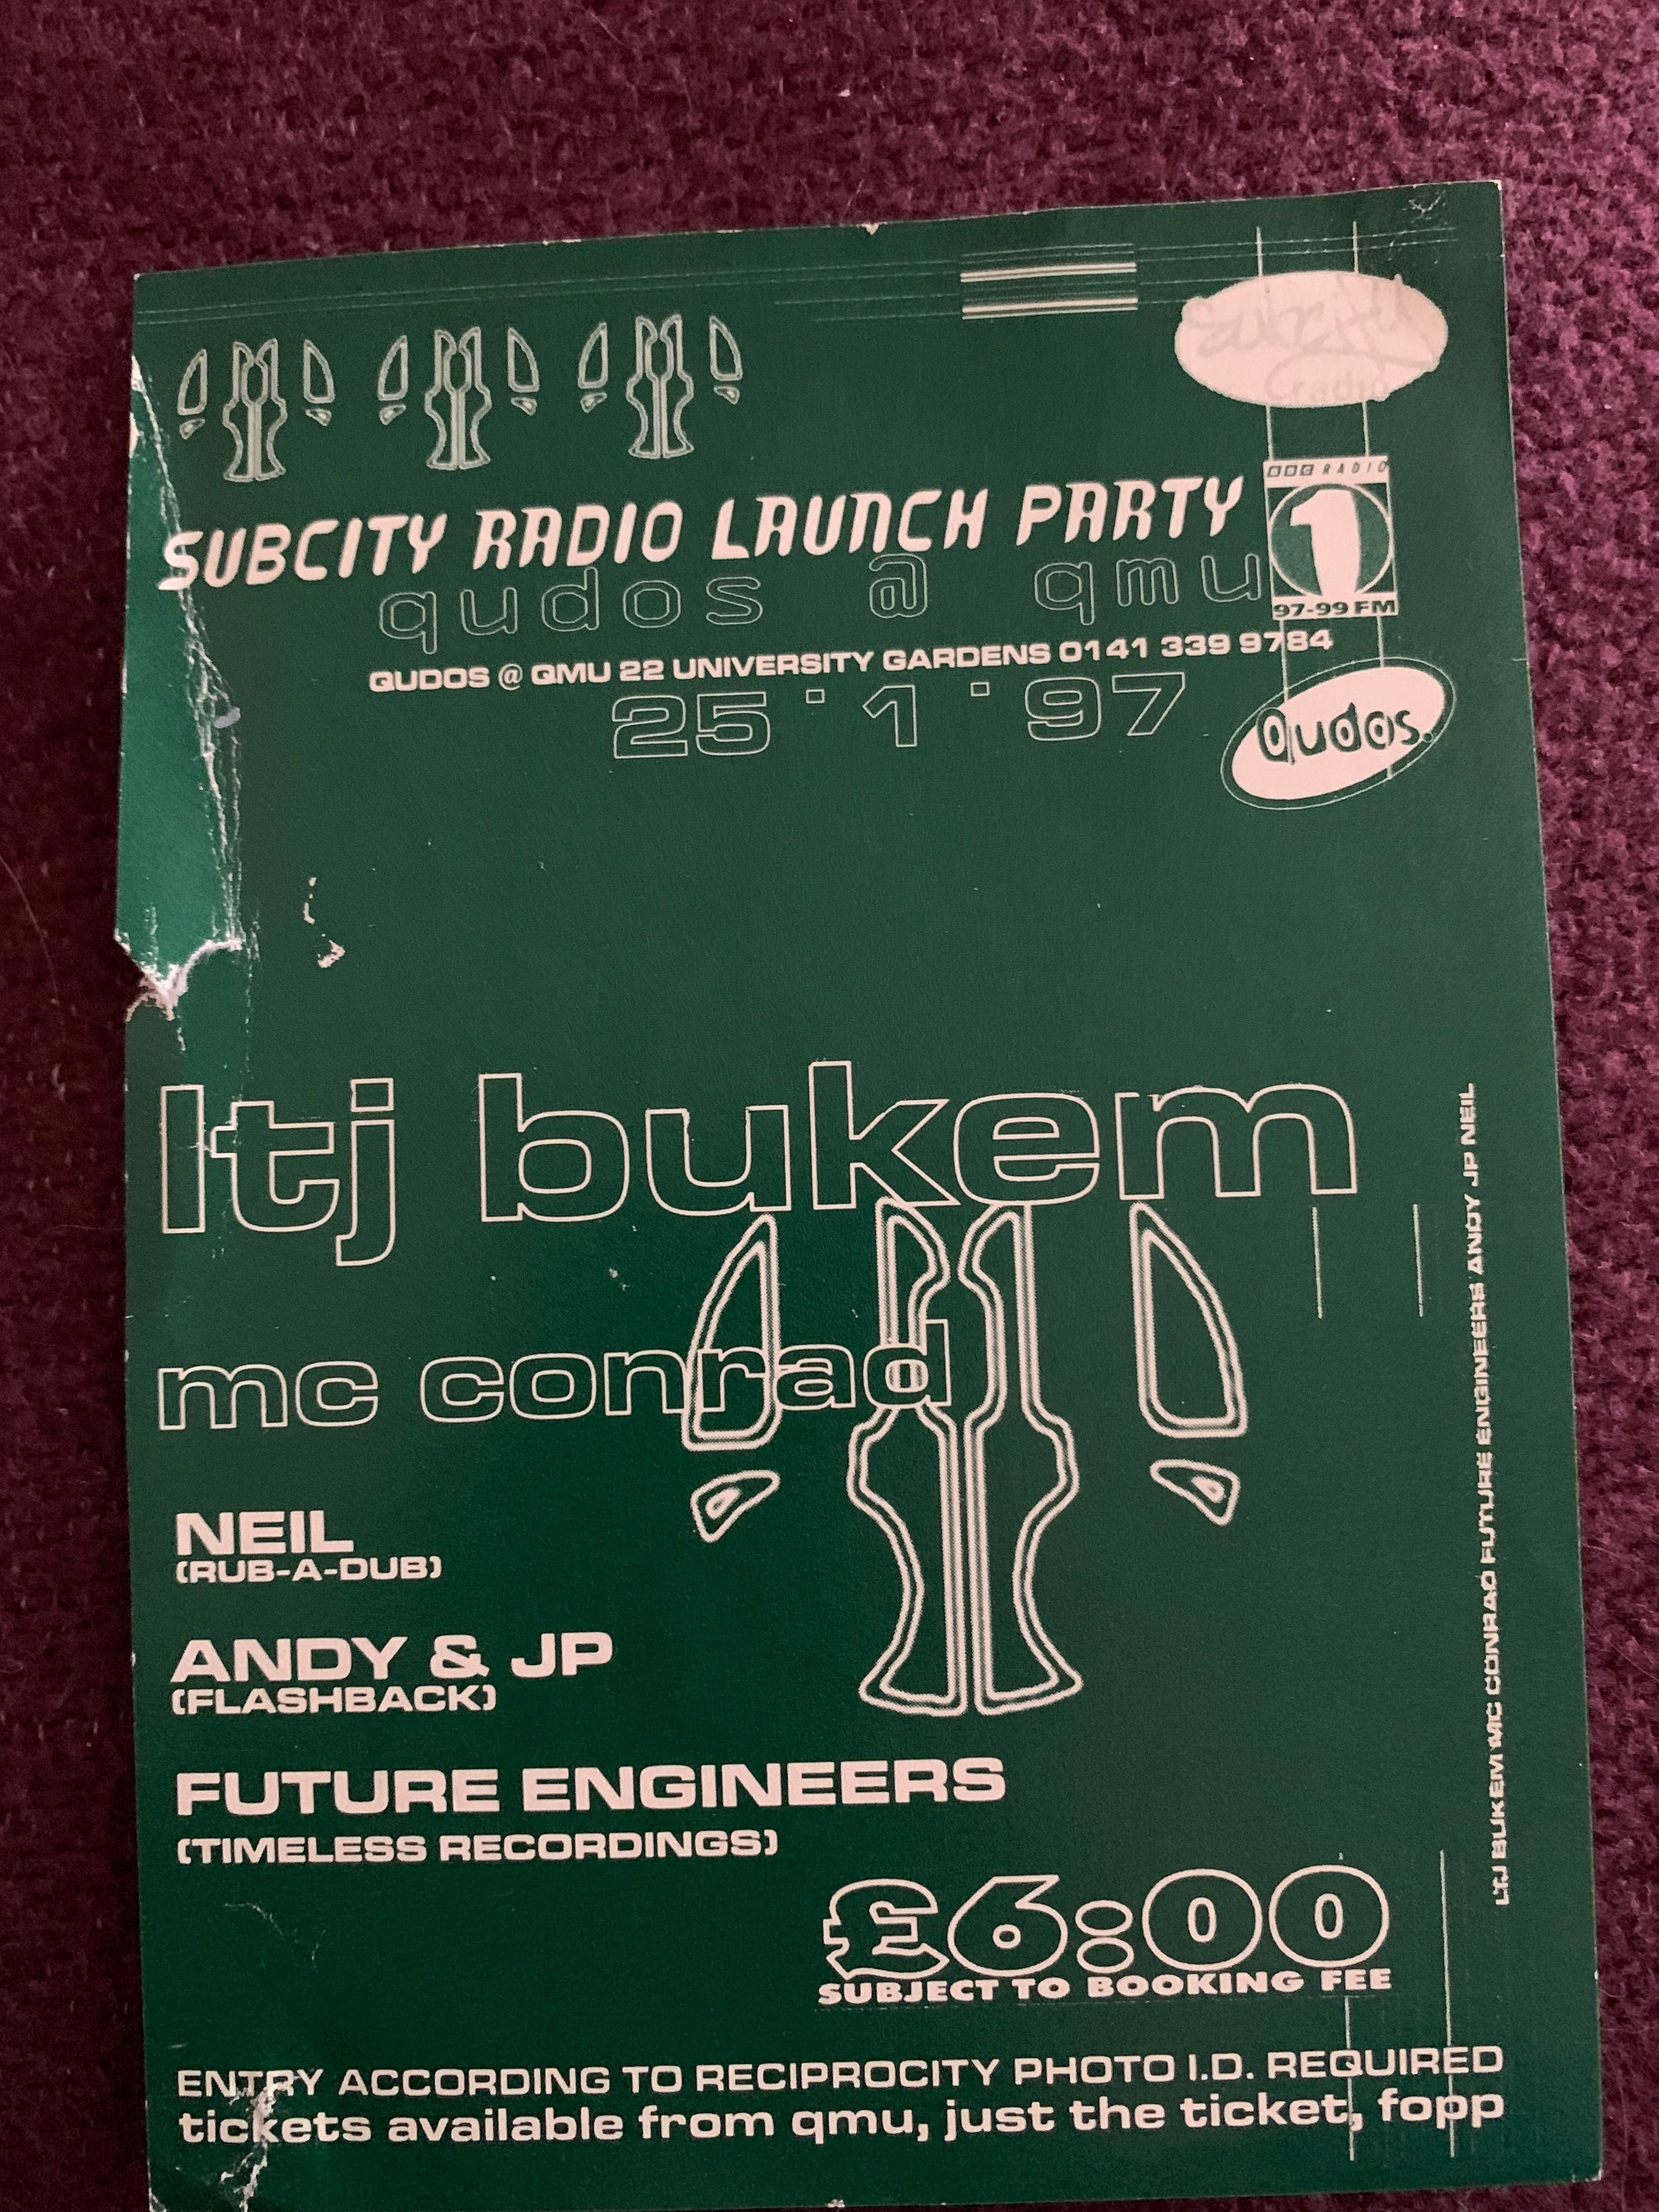 subcity
radio
BBC RADIO
1
97-99 FM
SUBCITY RADIO LAUNCH PARTY
qudos @ qmu
QUDOS @ QMU 22 UNIVERSITY GARDENS 0141 339 9784
25·1·97
Qudos.
ltj bukem
mc conrad
NEIL
(RUB-A-DUB)
ANDY & JP
(FLASHBACK)
FUTURE ENGINEERS
(TIMELESS RECORDINGS)
£6:00
SUBJECT TO BOOKING FEE
ENTRY ACCORDING TO RECIPROCITY PHOTO I.D. REQUIRED
tickets available from qmu, just the ticket, fopp
LTJ BUKEM MC CONRAD FUTURE ENGINEERS ANDY JP NEIL